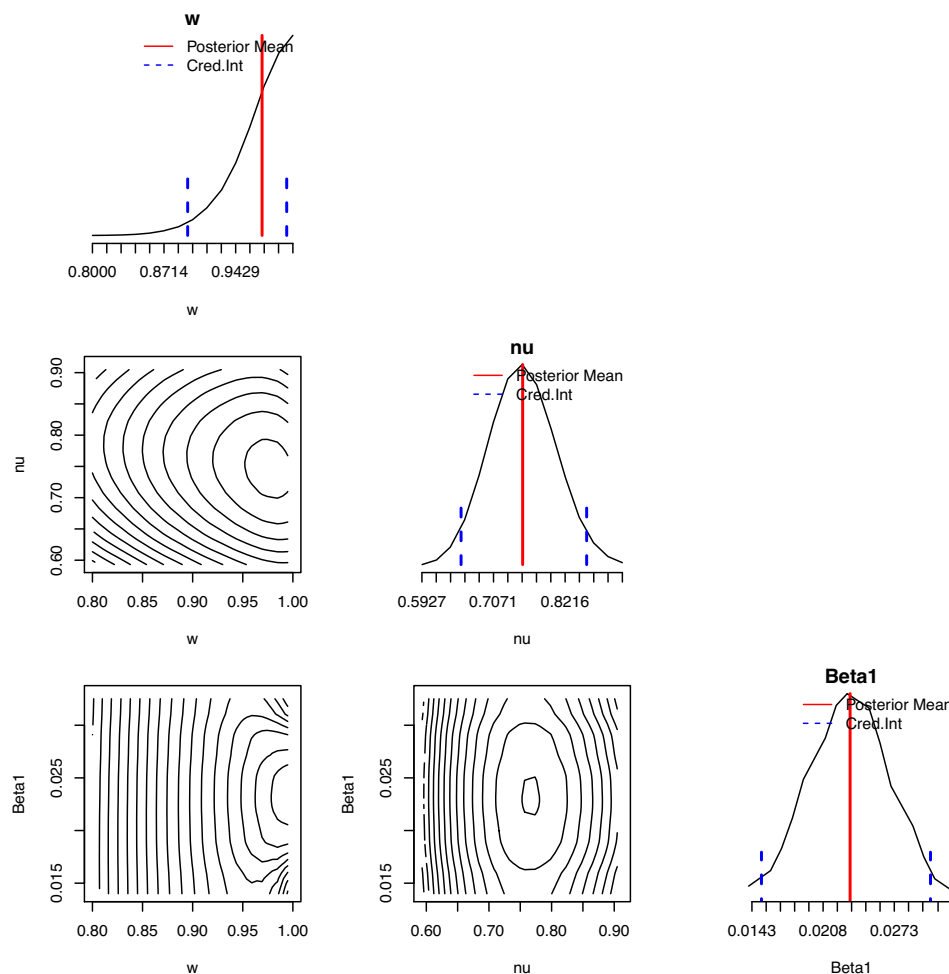 w
Posterior Mean
Cred.Int
0.8000 0.8714 0.9429
w
nu
0.60 0.70 0.80 0.90
0.80 0.85 0.90 0.95 1.00
w
nu
Posterior Mean
Cred.Int
0.5927 0.7071 0.8216
nu
Beta1
0.015 0.025
0.80 0.85 0.90 0.95 1.00
w
Beta1
0.015 0.025
0.60 0.70 0.80 0.90
nu
Beta1
Posterior Mean
Cred.Int
0.0143 0.0208 0.0273
Beta1